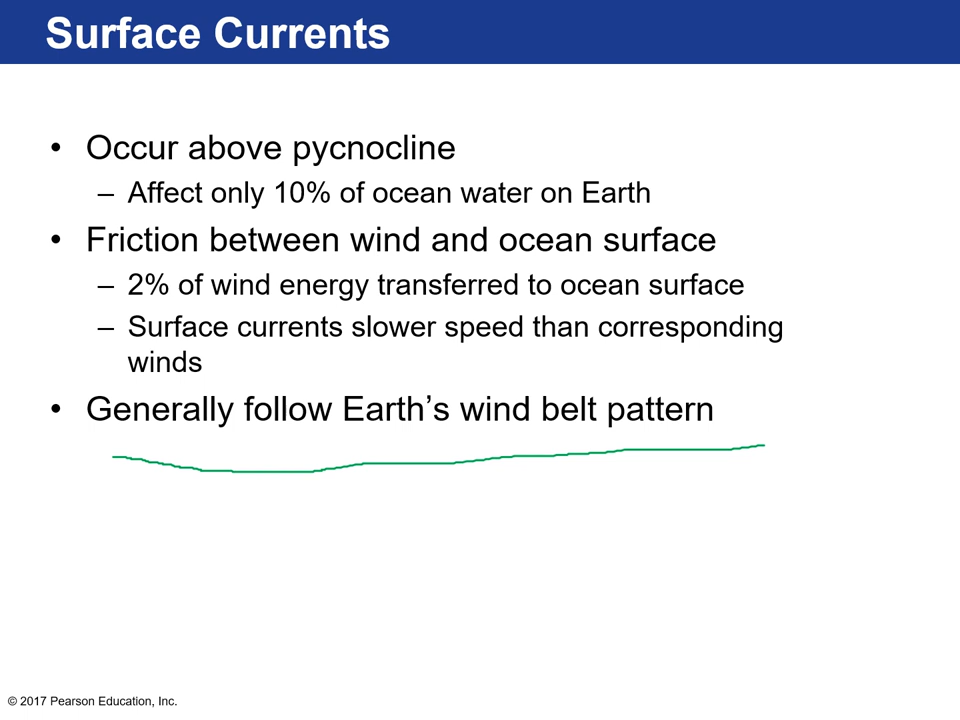 Surface Currents
• Occur above pycnocline
– Affect only 10% of ocean water on Earth
• Friction between wind and ocean surface
– 2% of wind energy transferred to ocean surface
– Surface currents slower speed than corresponding
winds
• Generally follow Earth’s wind belt pattern
© 2017 Pearson Education, Inc.